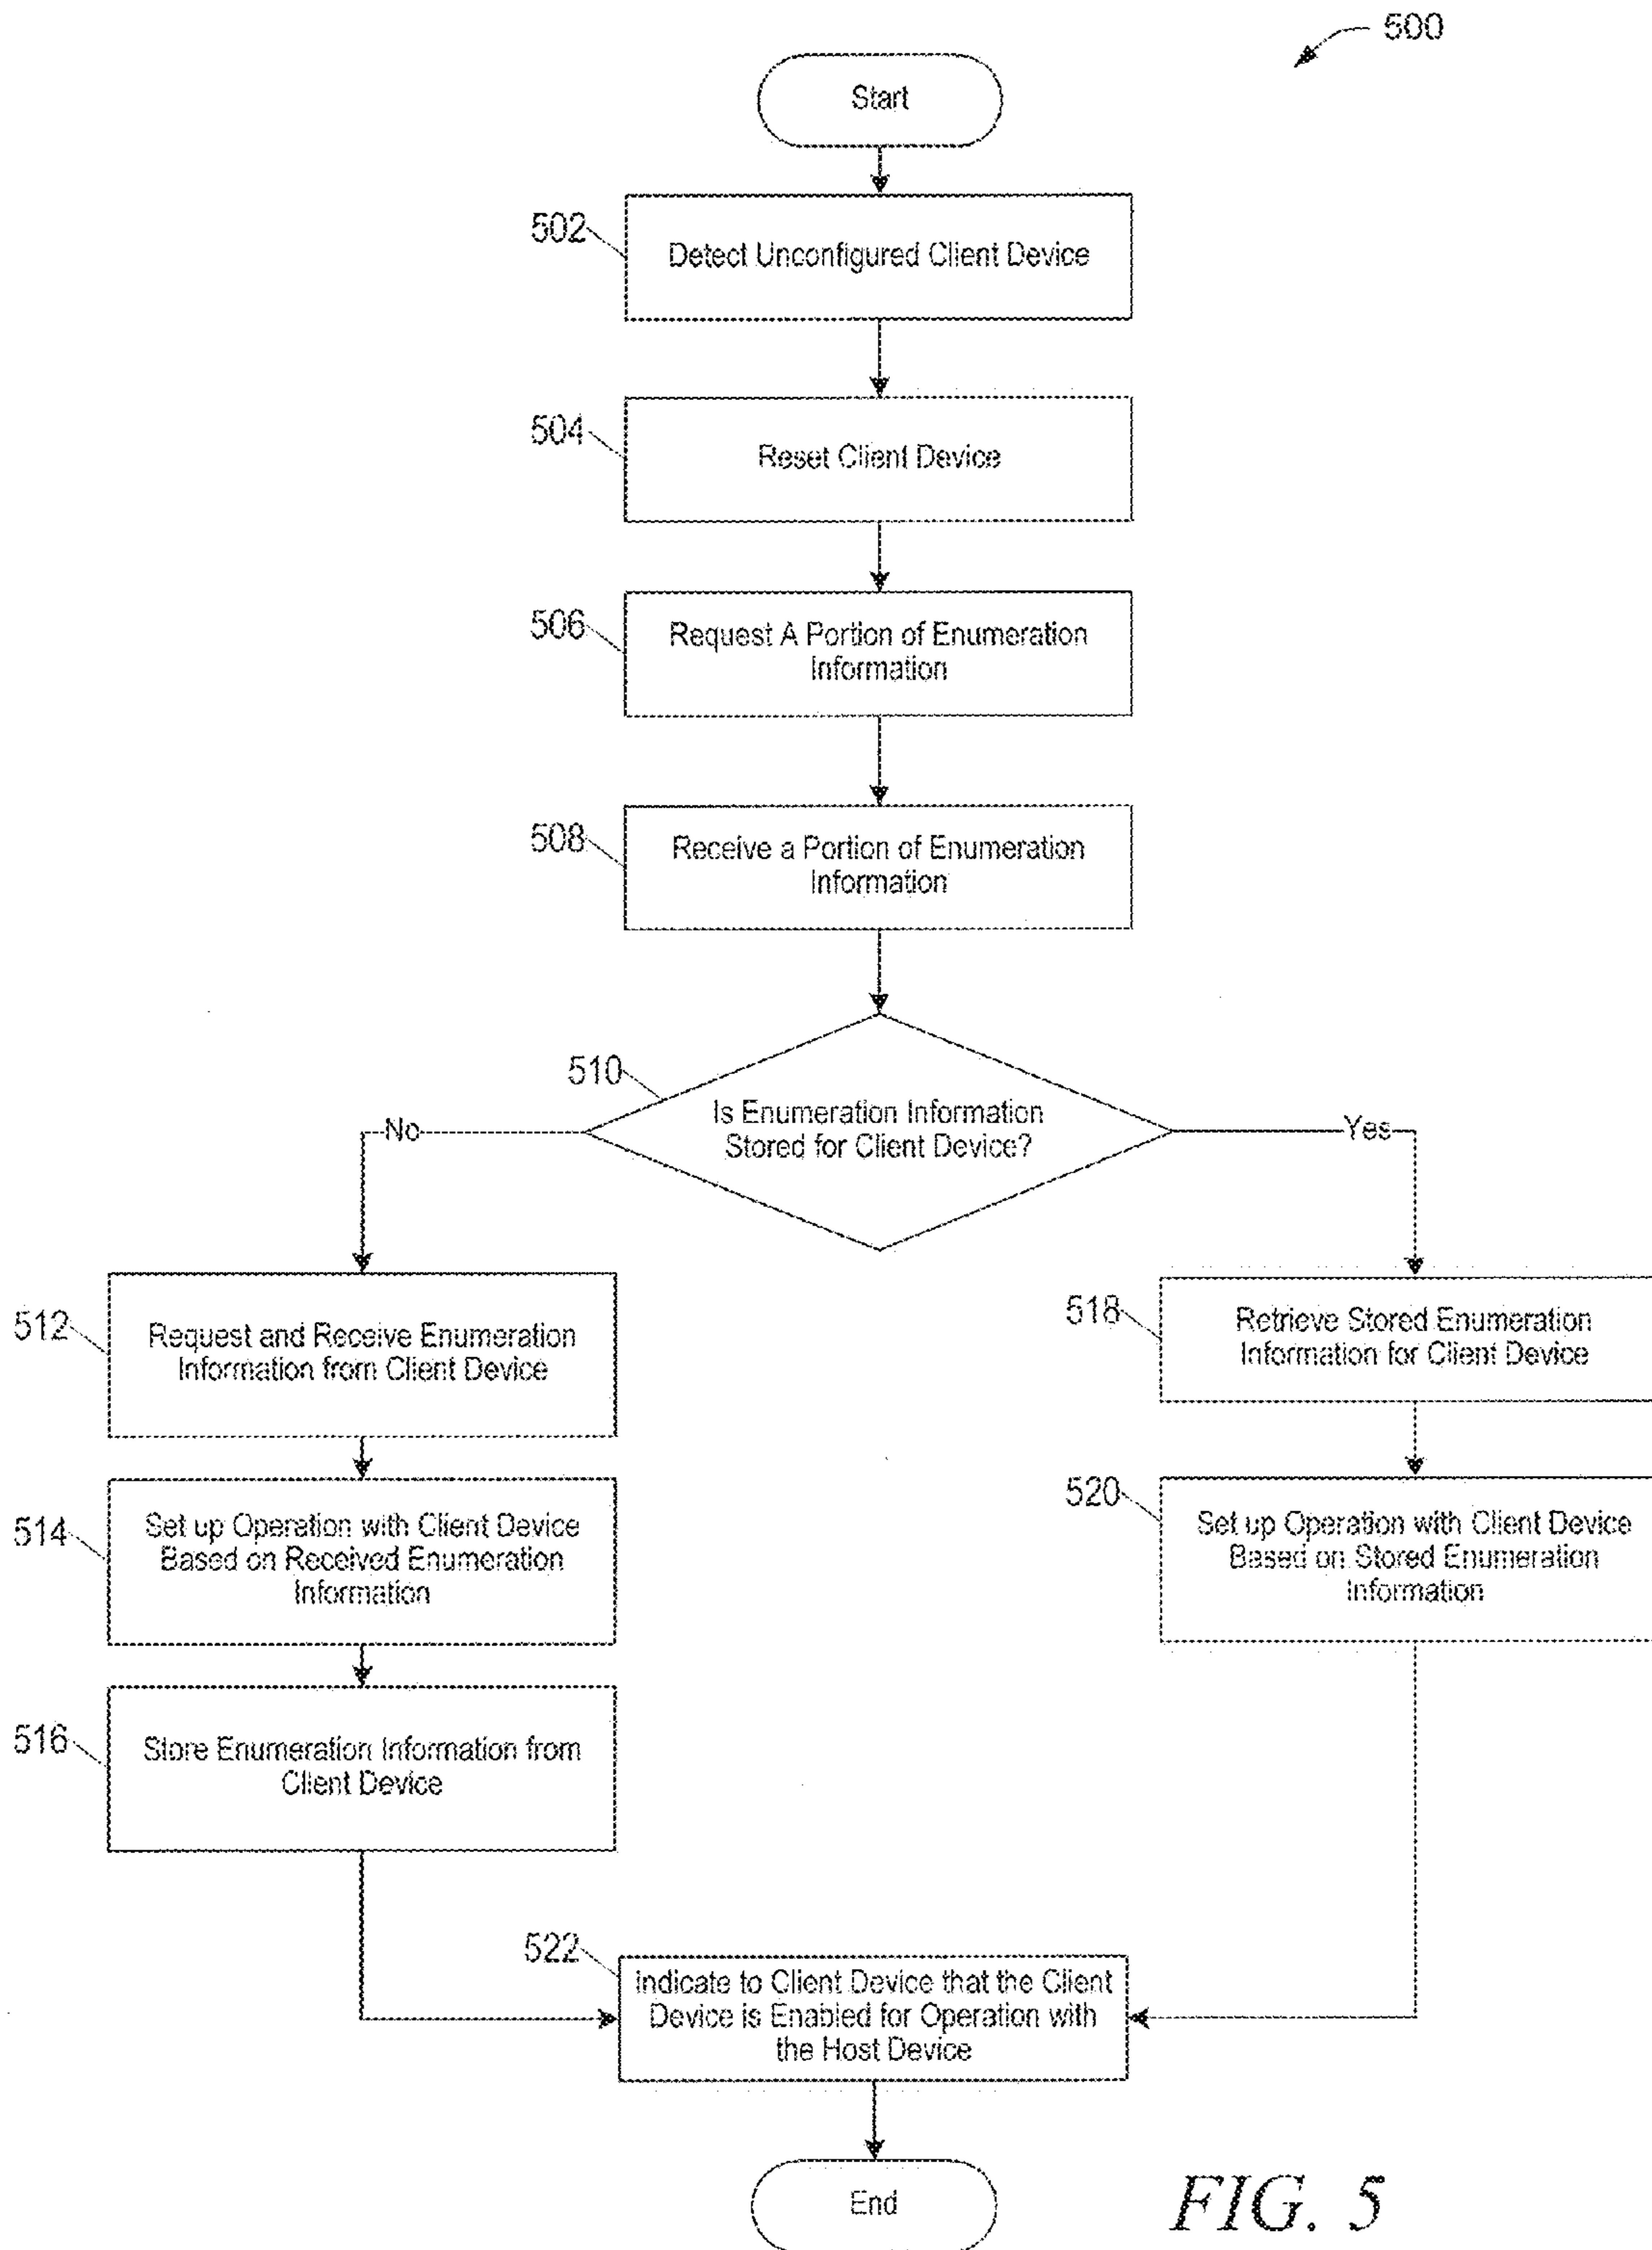 500
Start
502
Detect Unconfigured Client Device
504
Reset Client Device
506
Request A Portion of Enumeration
Information
508
Receive a Portion of Enumeration
Information
510
Is Enumeration Information
Stored for Client Device?
No
Yes
512
Request and Receive Enumeration
Information from Client Device
518
Retrieve Stored Enumeration
Information for Client Device
514
Set up Operation with Client Device
Based on Received Enumeration
Information
520
Set up Operation with Client Device
Based on Stored Enumeration
Information
516
Store Enumeration Information from
Client Device
522
Indicate to Client Device that the Client
Device is Enabled for Operation with
the Host Device
End
FIG. 5